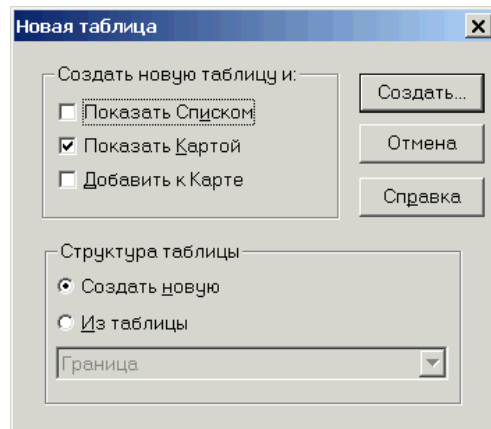 Новая таблица
Создать новую таблицу и:
Показать Списком
Показать Картой
Добавить к Карте
Создать...
Отмена
Справка
Структура таблицы
Создать новую
Из таблицы
Граница